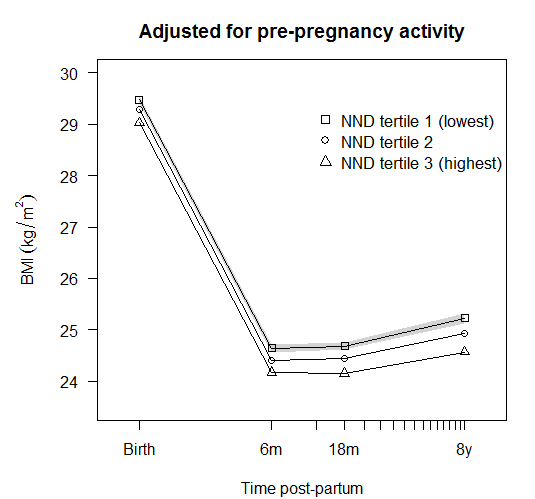 Adjusted for pre-pregnancy activity
30
29
28
27
26
25
24
BMI (kg/m²)
NND tertile 1 (lowest)
NND tertile 2
NND tertile 3 (highest)
Birth 6m 18m 8y
Time post-partum